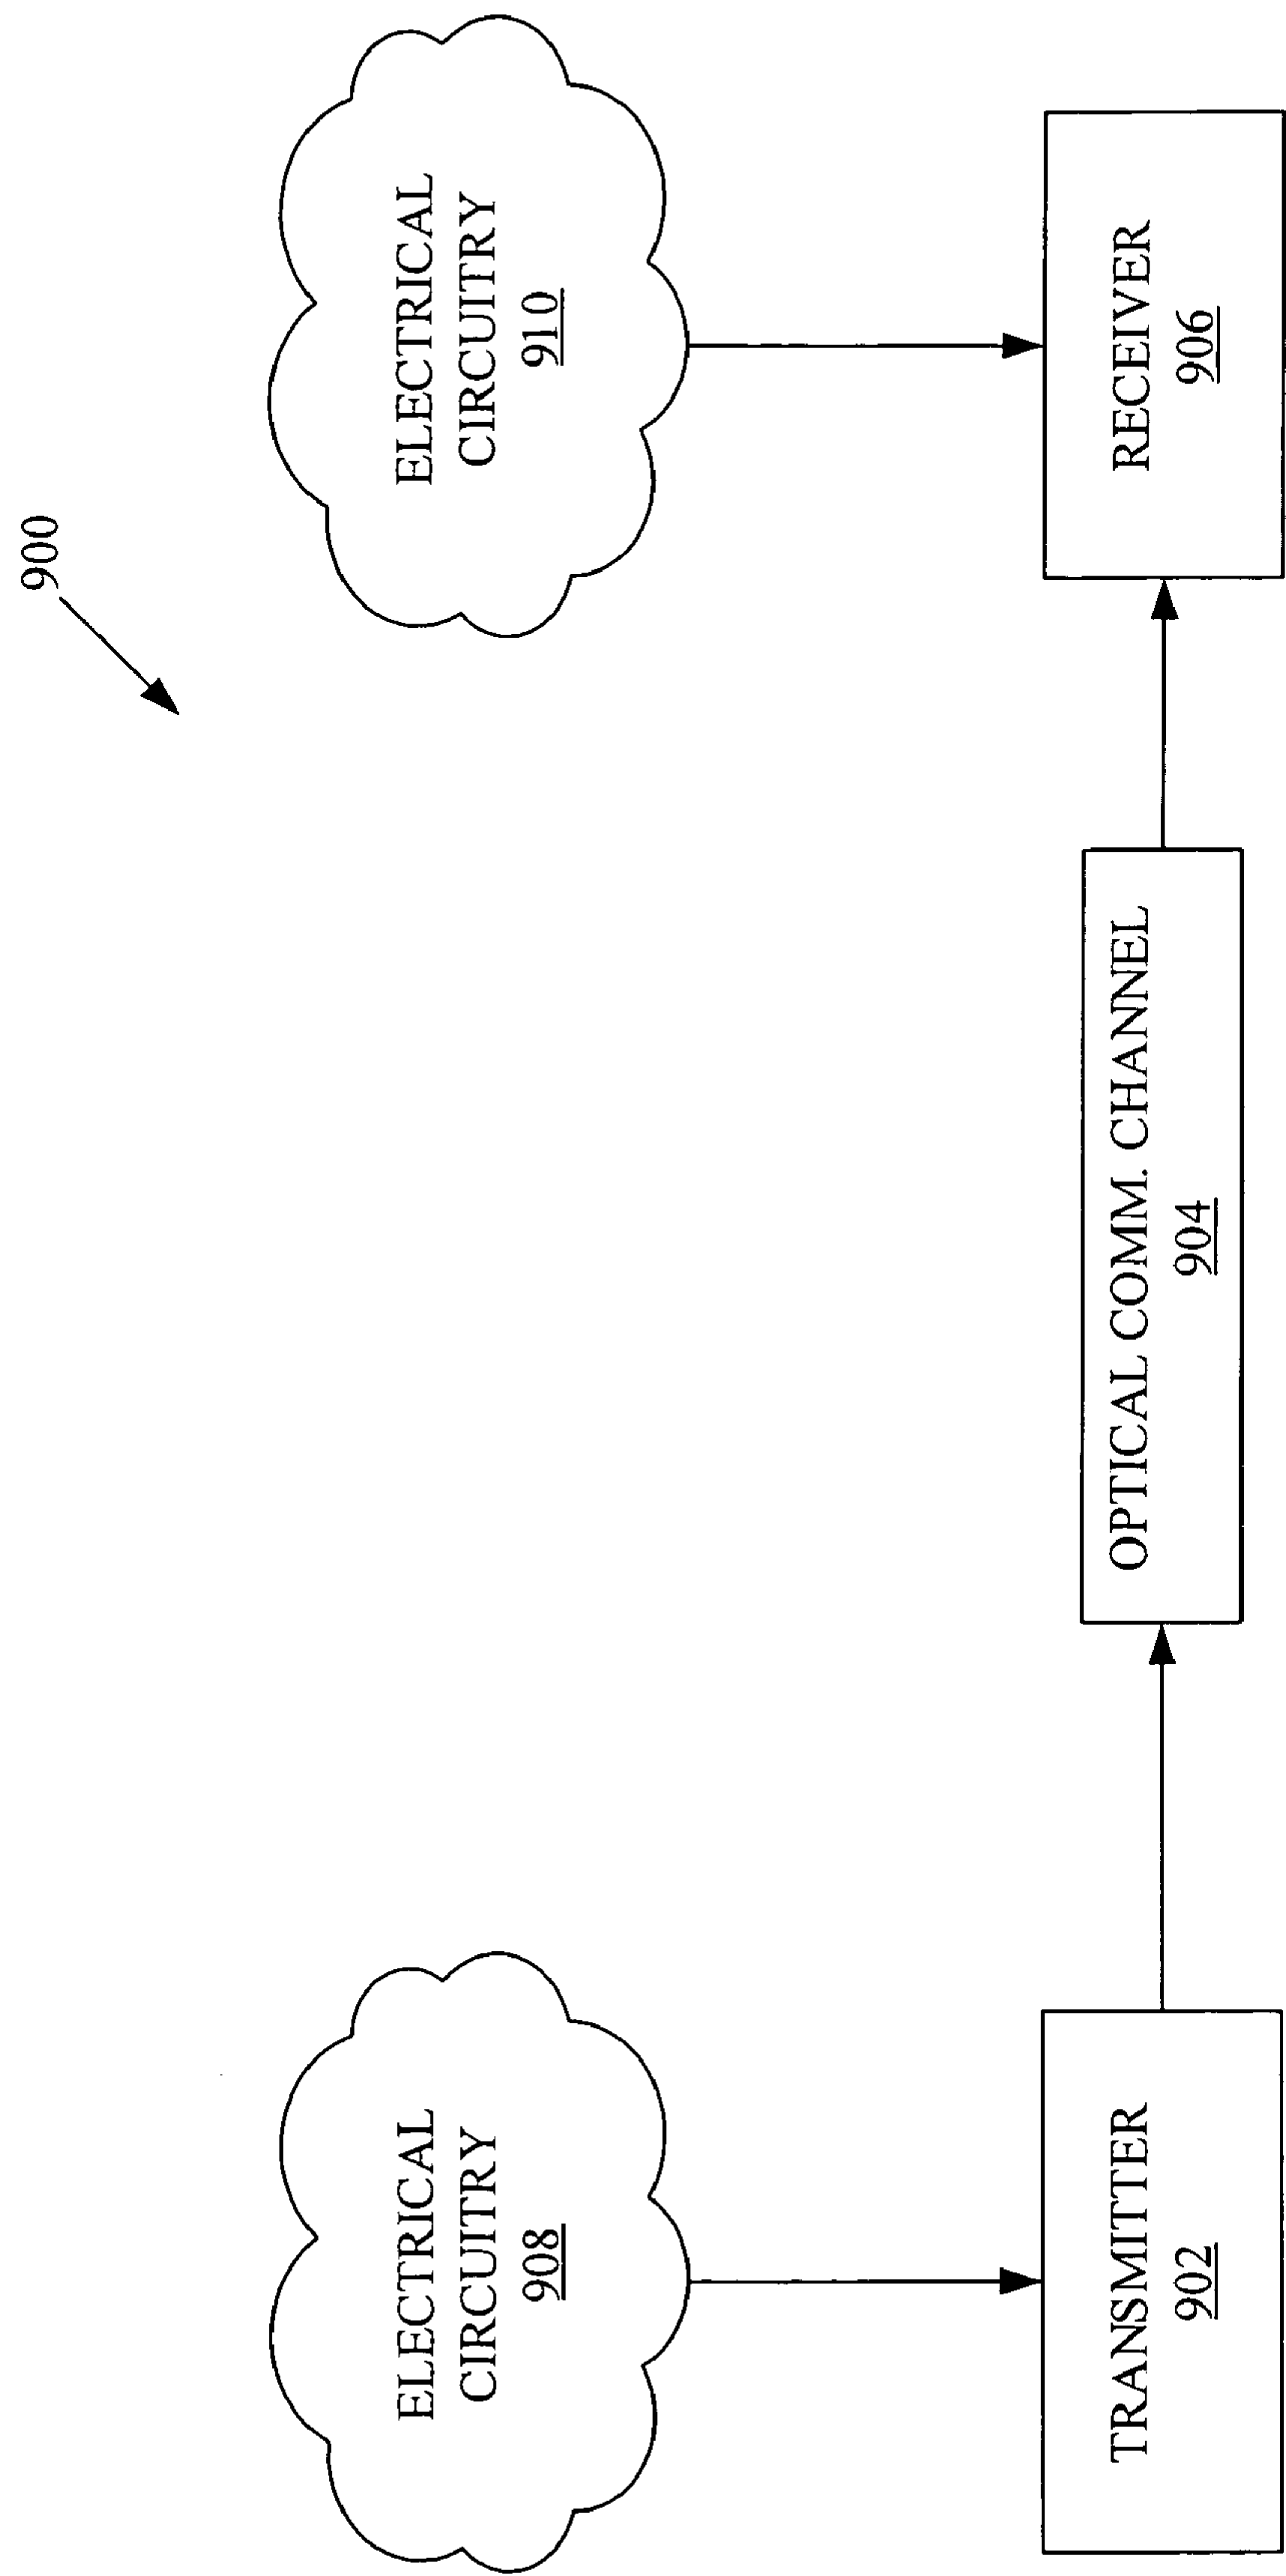 900
ELECTRICAL
CIRCUITRY
908
ELECTRICAL
CIRCUITRY
910
TRANSMITTER
902
OPTICAL COMM. CHANNEL
904
RECEIVER
906